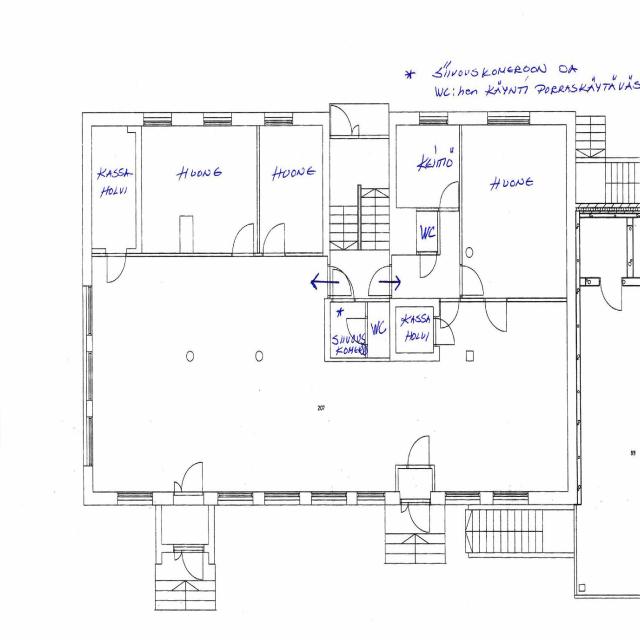 * SIIVOUSKOMEROON JA
WC:hen KÄYNTI PORRASKÄYTÄVÄS
KASSA
HOLVI
HUONE
HUONE
KEITTIÖ
HUONE
WC
*
SIIVOUS
KOMERO
WC
KASSA
HOLVI
207